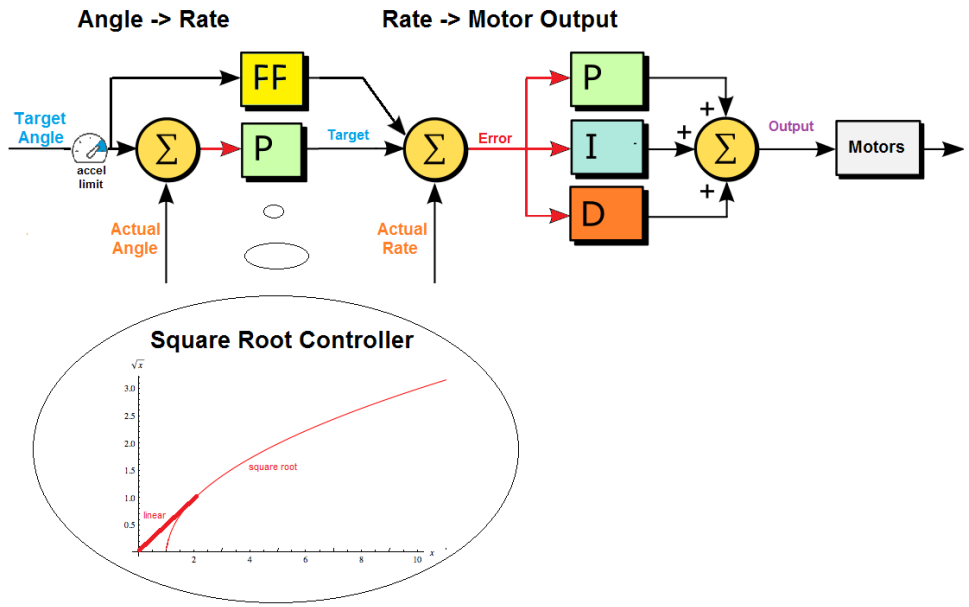 Angle -> Rate
Rate -> Motor Output
FF
P
Target
Angle
accel
limit
Σ
P
Target
Σ
Error
I
+
+
+
Σ
Output
Motors
D
Actual
Angle
Actual
Rate
Square Root Controller
√x
3.0
2.5
2.0
1.5
1.0
0.5
square root
linear
2
4
6
8
10
x